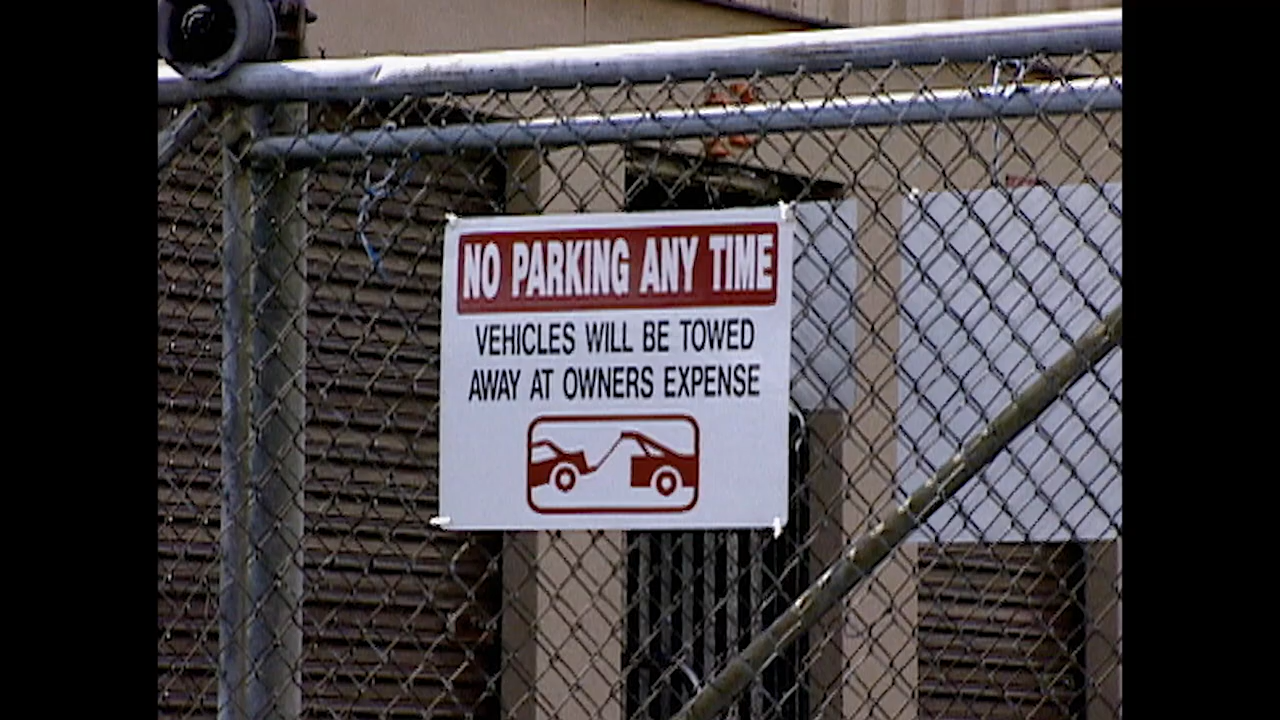 NO PARKING ANY TIME
VEHICLES WILL BE TOWED
AWAY AT OWNERS EXPENSE